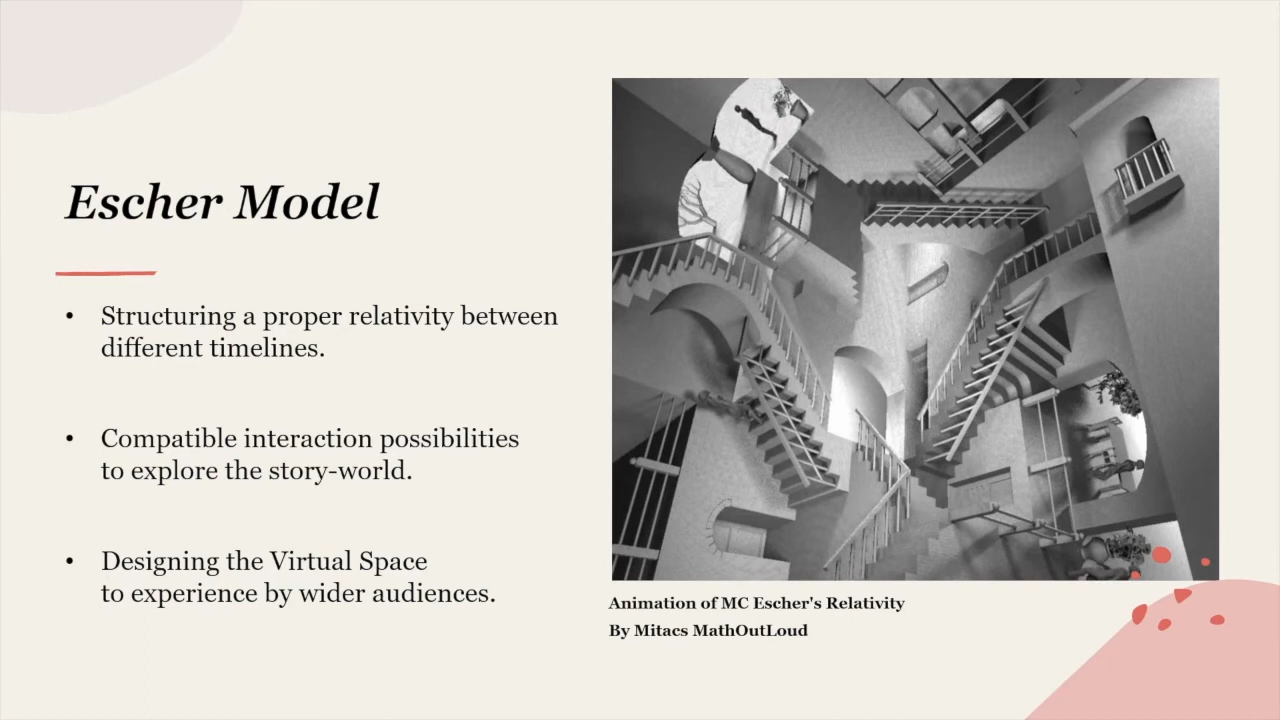 Escher Model
• Structuring a proper relativity between
different timelines.
• Compatible interaction possibilities
to explore the story-world.
• Designing the Virtual Space
to experience by wider audiences.
Animation of MC Escher's Relativity
By Mitacs MathOutLoud